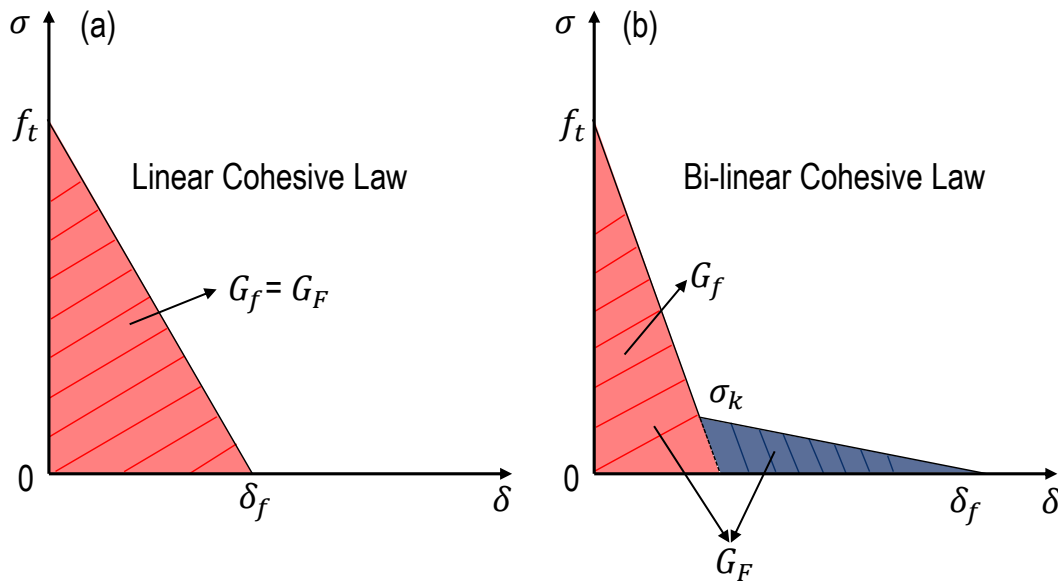 σ (a)
f_t
Linear Cohesive Law
G_f = G_F
0
δ_f
δ
σ (b)
f_t
Bi-linear Cohesive Law
G_f
σ_k
0
δ_f
δ
G_F